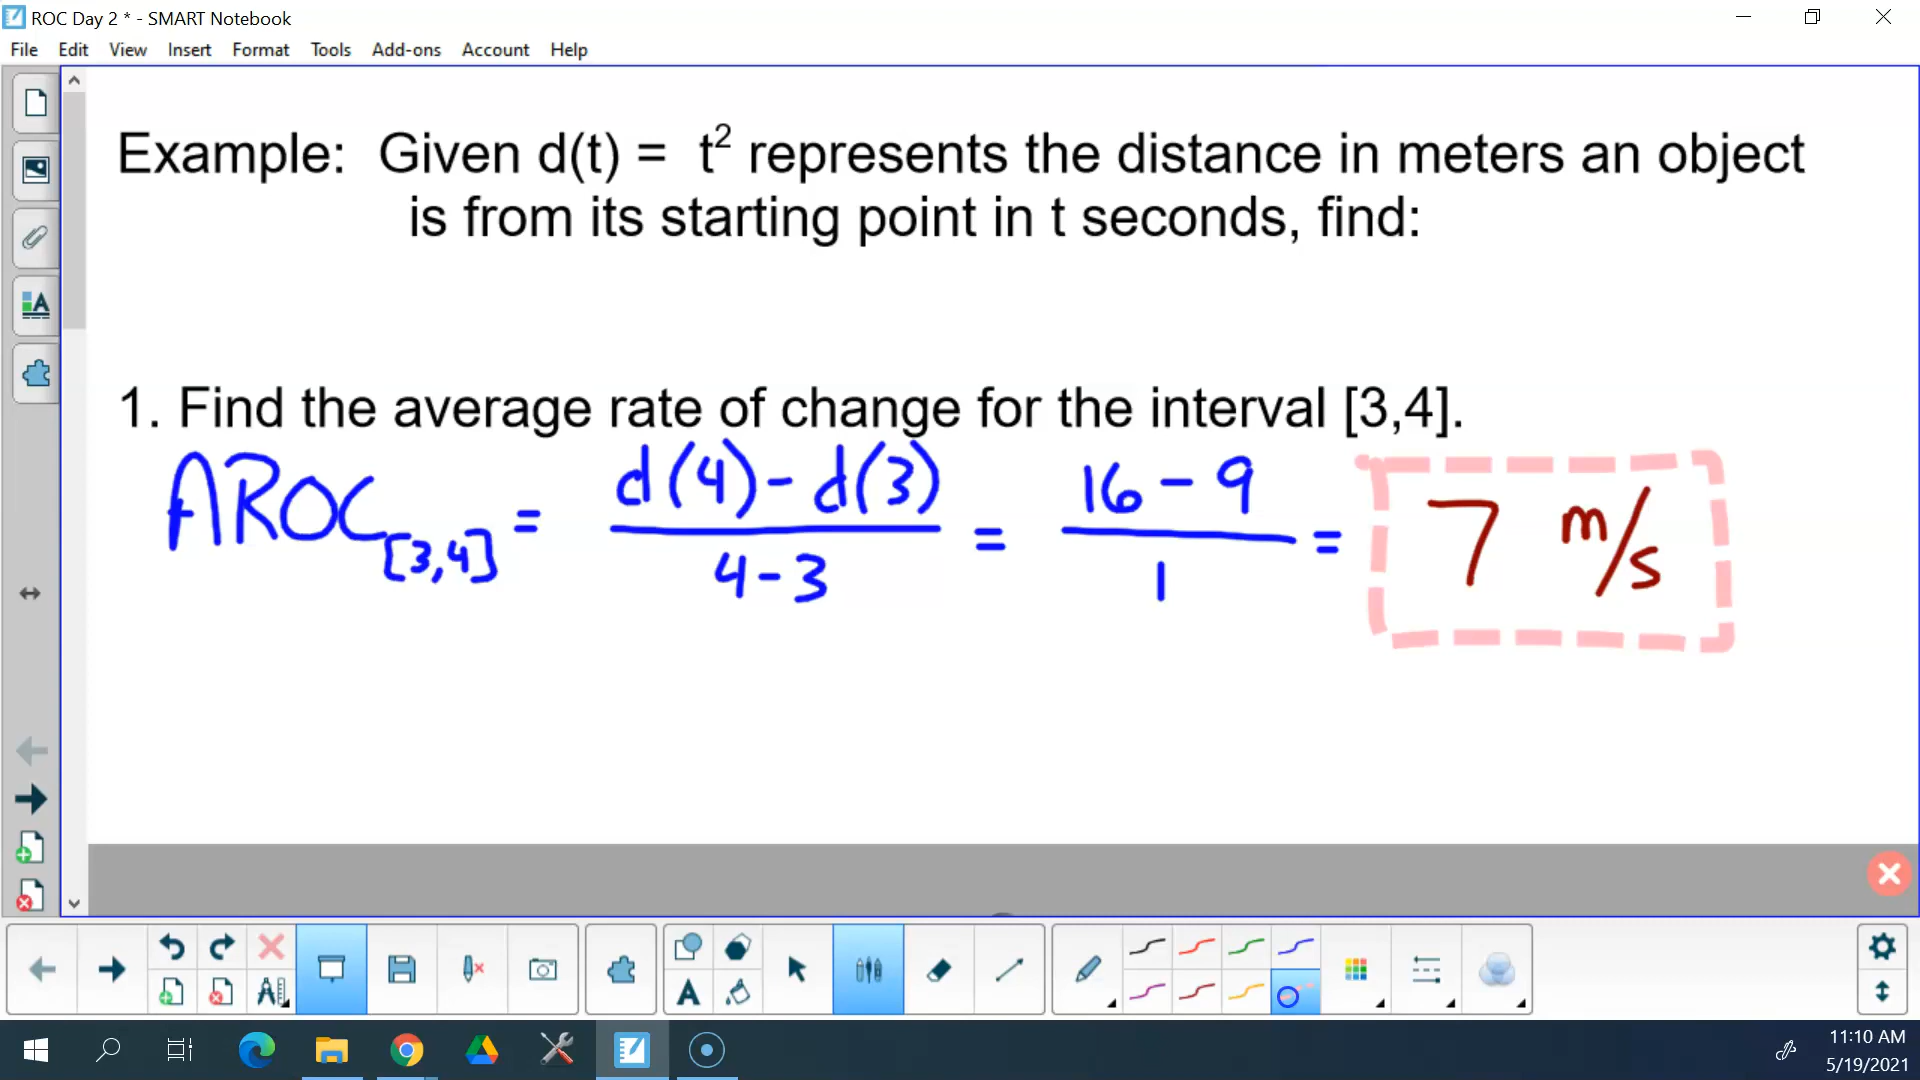 ROC Day 2 * - SMART Notebook
File Edit View Insert Format Tools Add-ons Account Help
Example: Given d(t) = t² represents the distance in meters an object
is from its starting point in t seconds, find:
1. Find the average rate of change for the interval [3,4].
AROC[3,4] = d(4) - d(3) / 4 - 3 = 16 - 9 / 1 = 7 m/s
11:10 AM
5/19/2021